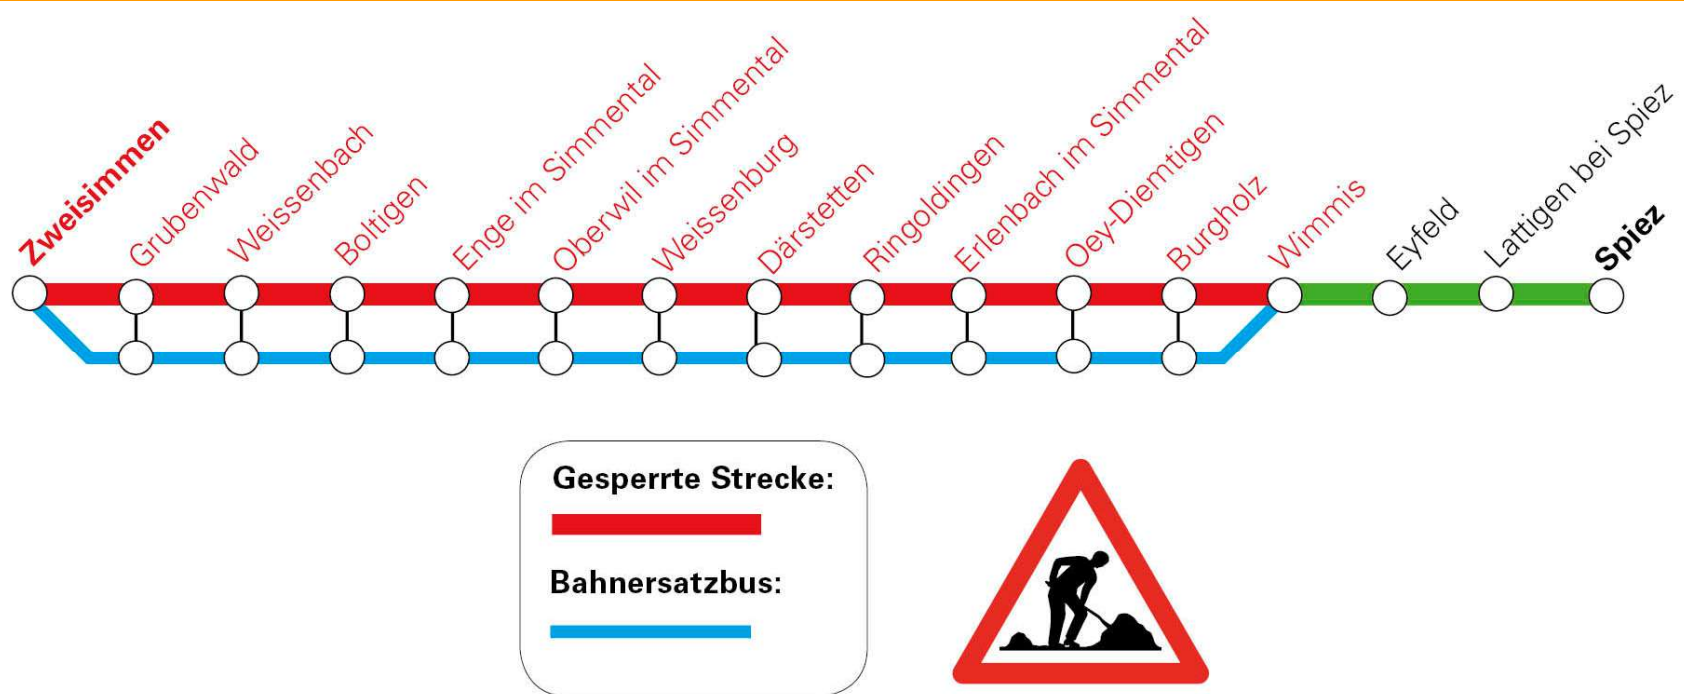 Zweisimmen
Grubenwald
Weissenbach
Boltigen
Enge im Simmental
Oberwil im Simmental
Weissenburg
Därstetten
Ringoldingen
Erlenbach im Simmental
Oey-Diemtigen
Burgholz
Wimmis
Eyfeld
Lattigen bei Spiez
Spiez
Gesperrte Strecke:
Bahnersatzbus: